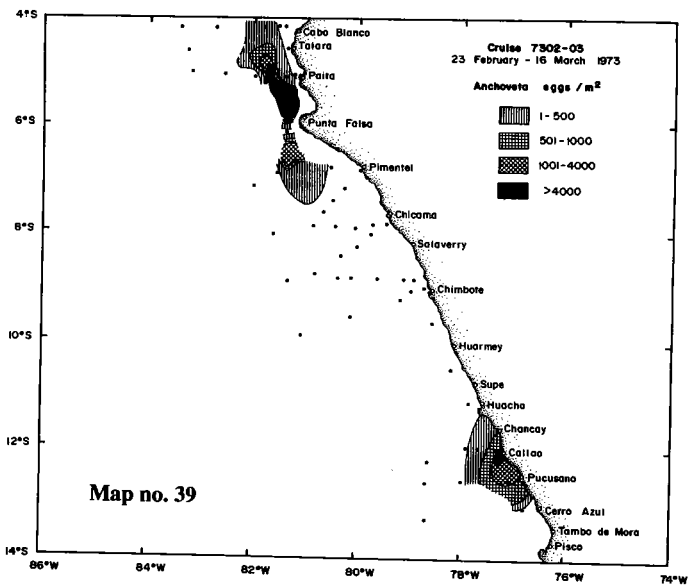 4°S
6°S
8°S
10°S
12°S
14°S
86°W
84°W
82°W
80°W
78°W
76°W
74°W
Cruise 7302-03
23 February - 16 March 1973
Anchoveta eggs / m²
1-500
501-1000
1001-4000
>4000
Cabo Blanco
Talara
Paita
Punta Falsa
Pimentel
Chicama
Salaverry
Chimbote
Huarmey
Supe
Huacho
Chancay
Callao
Pucusana
Cerro Azul
Tambo de Mora
Pisco
Map no. 39